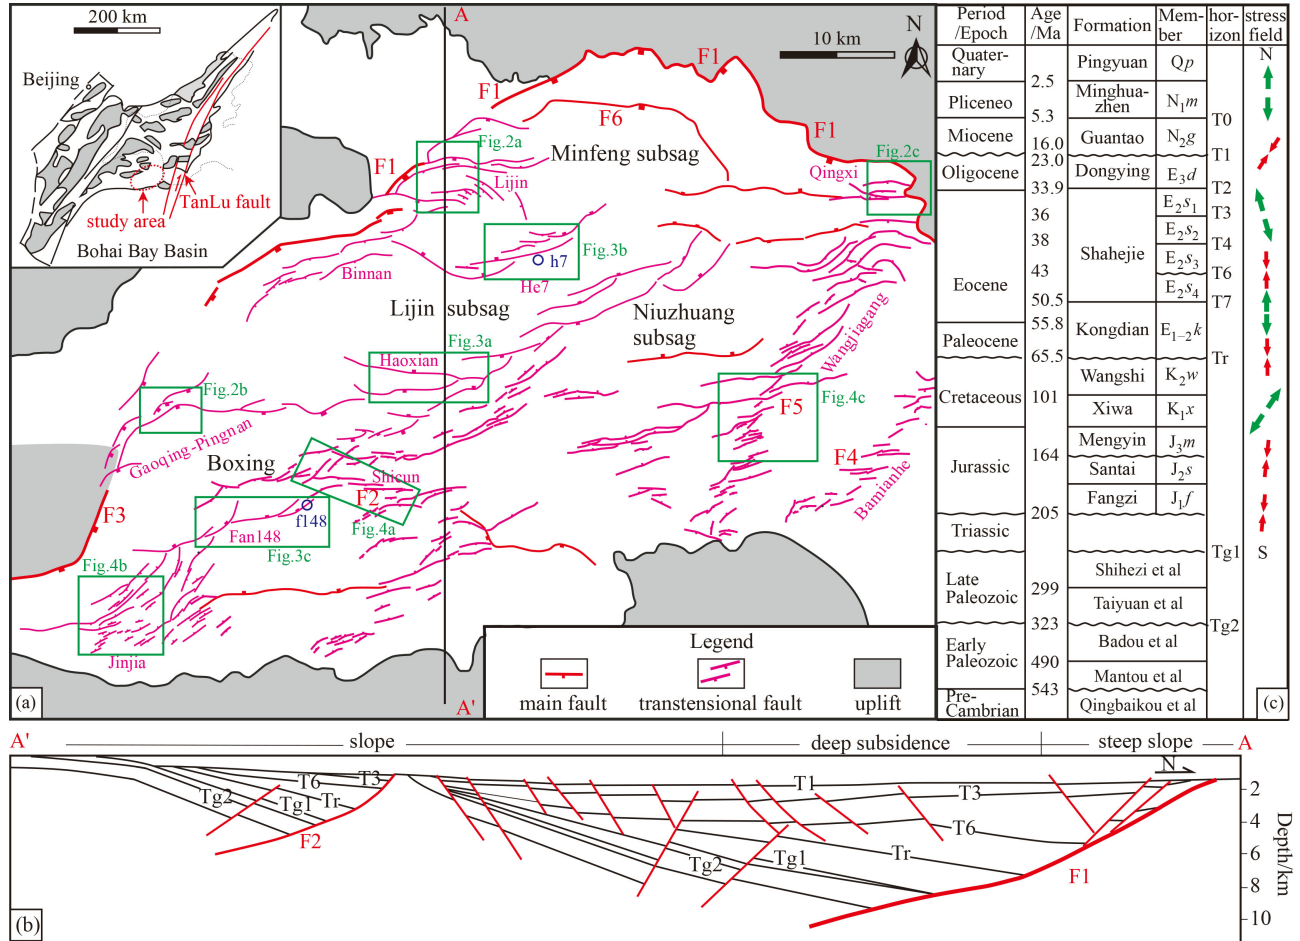 200 km
Beijing
TanLu fault
study area
Bohai Bay Basin
A
N
10 km
F1
F1
F1
F1
F6
Fig.2a
Minfeng subsag
Fig.2c
Qingxi
Lijin
Fig.3b
h7
He7
Binnan
Lijin subsag
Niuzhuang
subsag
Wangjiagang
Fig.3a
Haoxian
Fig.2b
Gaoqing-Pingnan
F5
Fig.4c
F4
Bamianhe
Boxing
Shicun
F2
f148
Fig.4a
Fan148
Fig.3c
F3
Fig.4b
Jinjia
Legend
main fault
transtensional fault
uplift
(a)
A'
Period
/Epoch
Age
/Ma
Formation
Mem-
ber
hor-
izon
stress
field
Quater-
nary
Pingyuan
Qp
N
2.5
Pliceneo
Minghua-
zhen
N₁m
5.3
T0
Miocene
Guantao
N₂g
16.0
T1
23.0
Oligocene
Dongying
E₃d
33.9
T2
E₂s₁
36
T3
E₂s₂
38
T4
Shahejie
E₂s₃
43
T6
Eocene
E₂s₄
50.5
T7
55.8
Kongdian
E₁₋₂k
Paleocene
65.5
Tr
Wangshi
K₂w
Cretaceous
101
Xiwa
K₁x
Mengyin
J₃m
164
Jurassic
Santai
J₂s
Fangzi
J₁f
205
Triassic
Tg1
S
Late
Paleozoic
Shihezi et al
299
Taiyuan et al
323
Tg2
Early
Paleozoic
Badou et al
490
Mantou et al
543
Pre-
Cambrian
Qingbaikou et al
(c)
A'
slope
deep subsidence
steep slope
A
N
T6
T3
Tg2
Tg1
Tr
F2
T1
T3
T6
Tr
Tg1
Tg2
F1
2
4
6
8
10
Depth/km
(b)